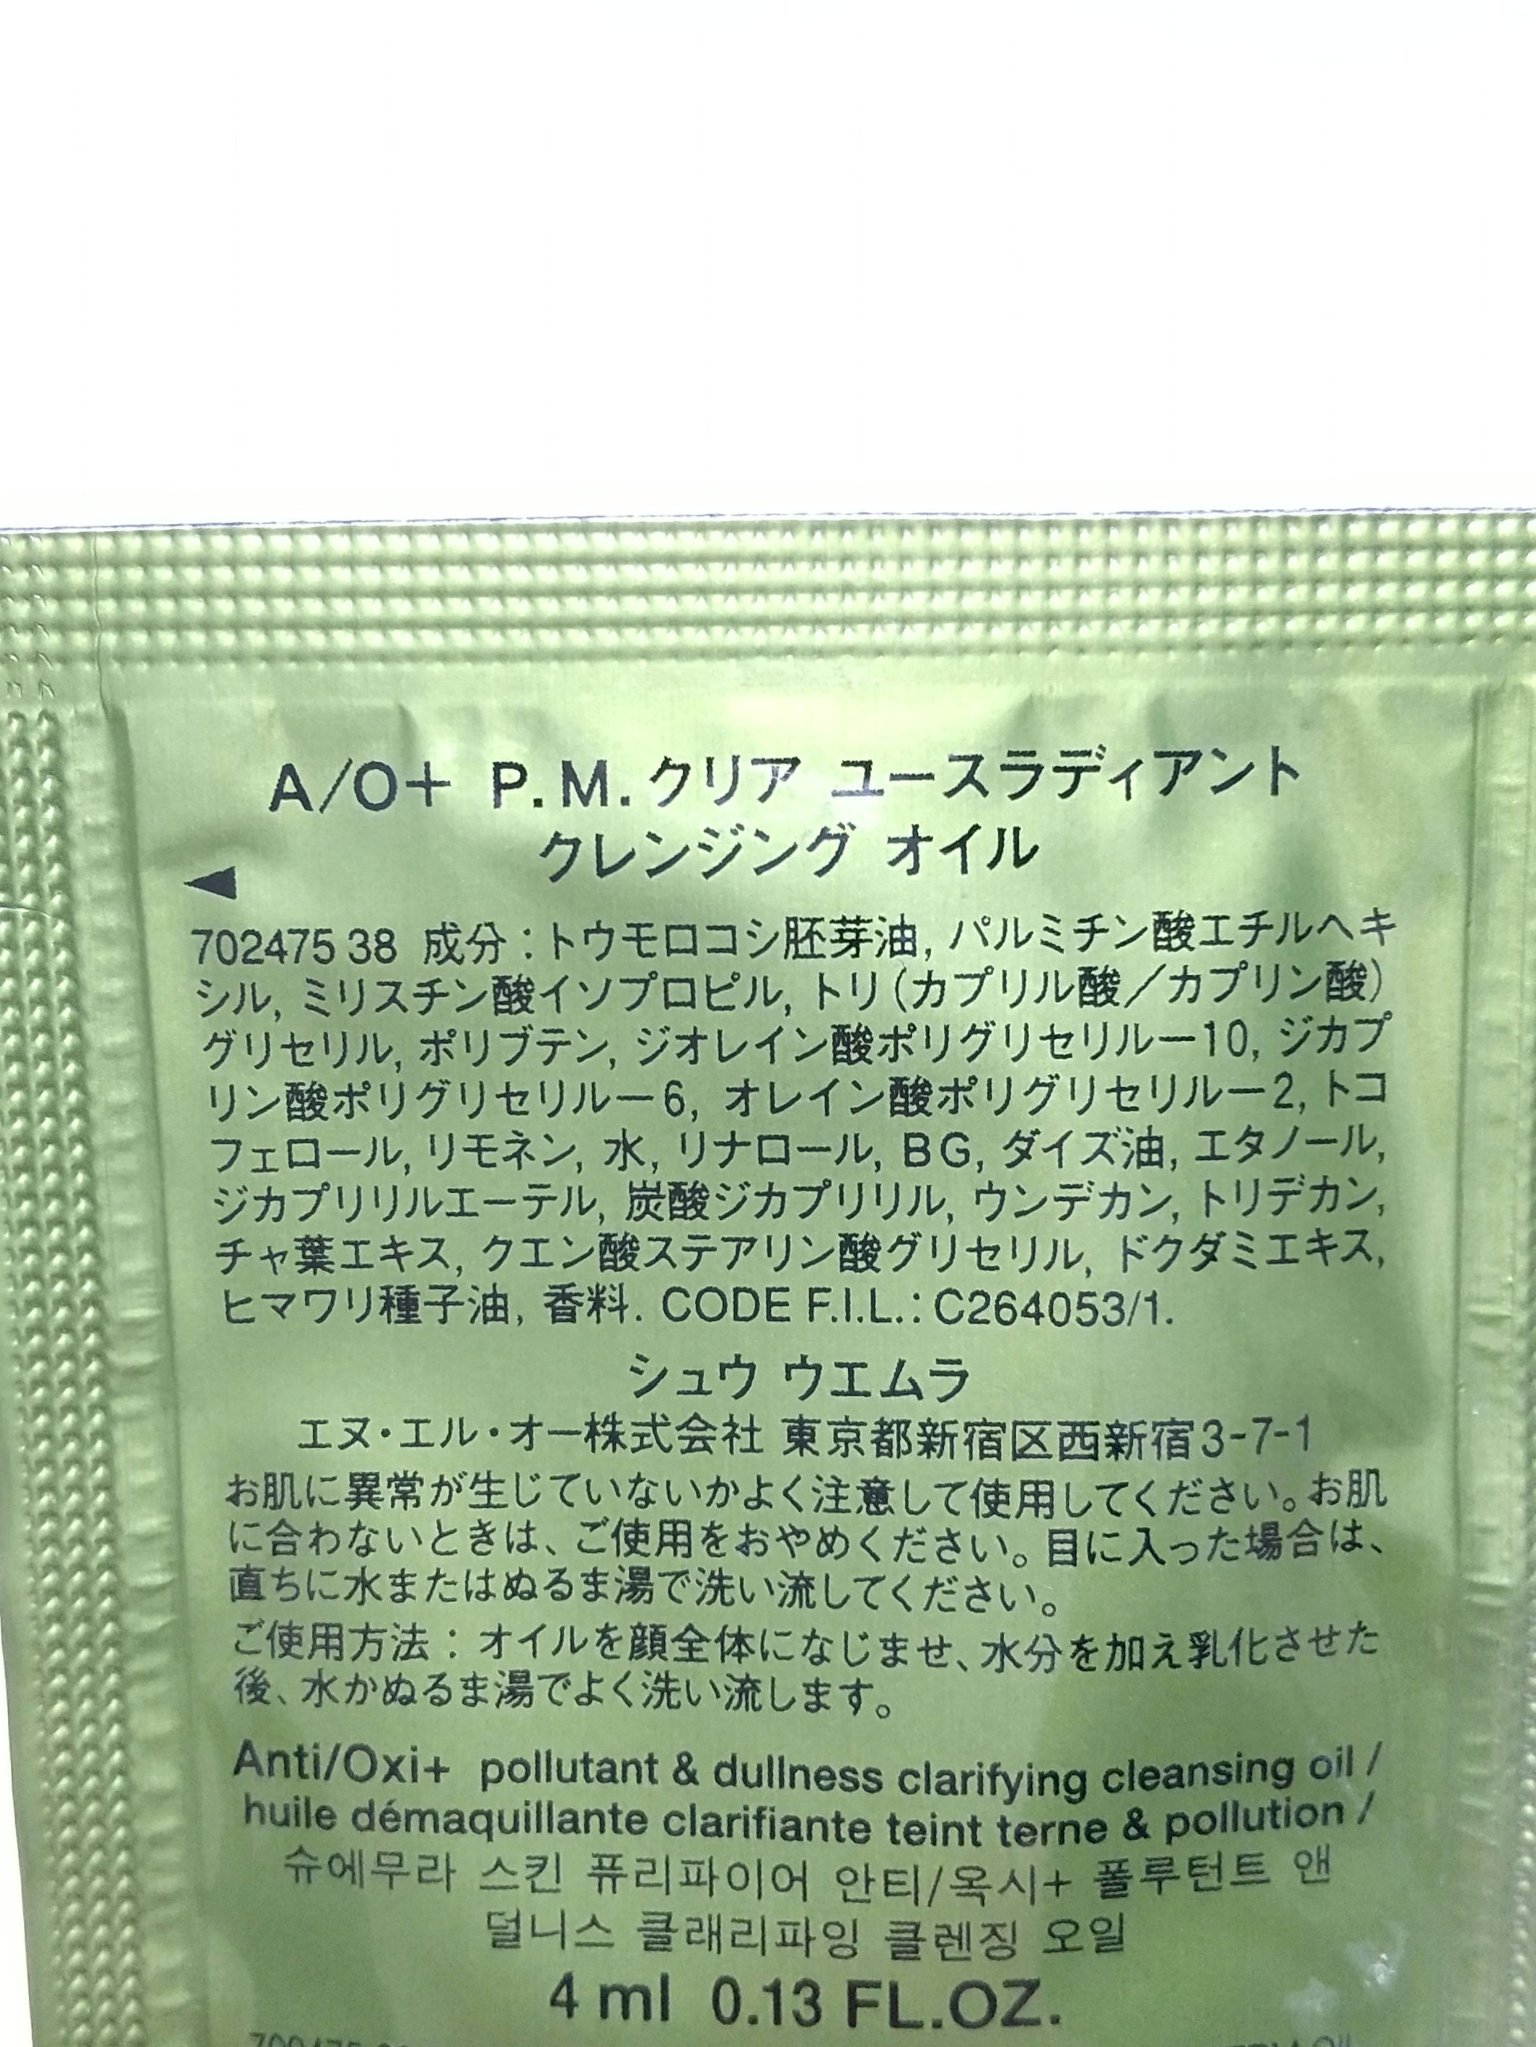 A/O+ P.M.クリア ユースラディアント
クレンジング オイル
702475 38 成分：トウモロコシ胚芽油, パルミチン酸エチルヘキ
シル, ミリスチン酸イソプロピル, トリ（カプリル酸／カプリン酸）
グリセリル, ポリブテン, ジオレイン酸ポリグリセリルー10, ジカプ
リン酸ポリグリセリルー6, オレイン酸ポリグリセリルー2, トコ
フェロール, リモネン, 水, リナロール, BG, ダイズ油, エタノール,
ジカプリリルエーテル, 炭酸ジカプリリル, ウンデカン, トリデカン,
チャ葉エキス, クエン酸ステアリン酸グリセリル, ドクダミエキス,
ヒマワリ種子油, 香料. CODE F.I.L.: C264053/1.
シュウ ウエムラ
エヌ・エル・オー株式会社 東京都新宿区西新宿3-7-1
お肌に異常が生じていないかよく注意して使用してください。お肌
に合わないときは、ご使用をおやめください。目に入った場合は、
直ちに水またはぬるま湯で洗い流してください。
ご使用方法：オイルを顔全体になじませ、水分を加え乳化させた
後、水かぬるま湯でよく洗い流します。
Anti/Oxi+ pollutant & dullness clarifying cleansing oil /
huile démaquillante clarifiante teint terne & pollution /
슈에무라 스킨 퓨리파이어 안티/옥시+ 폴루턴트 앤
덜니스 클래리파잉 클렌징 오일
4 ml 0.13 FL.OZ.